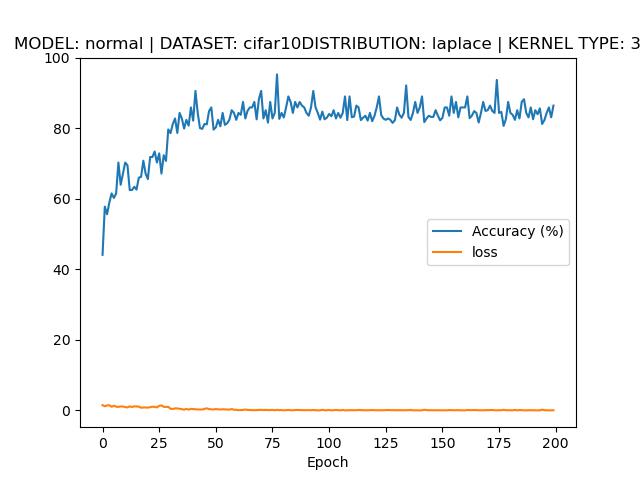 MODEL: normal | DATASET: cifar10DISTRIBUTION: laplace | KERNEL TYPE: 3
100
80
60
40
20
0
Accuracy (%)
loss
0 25 50 75 100 125 150 175 200
Epoch